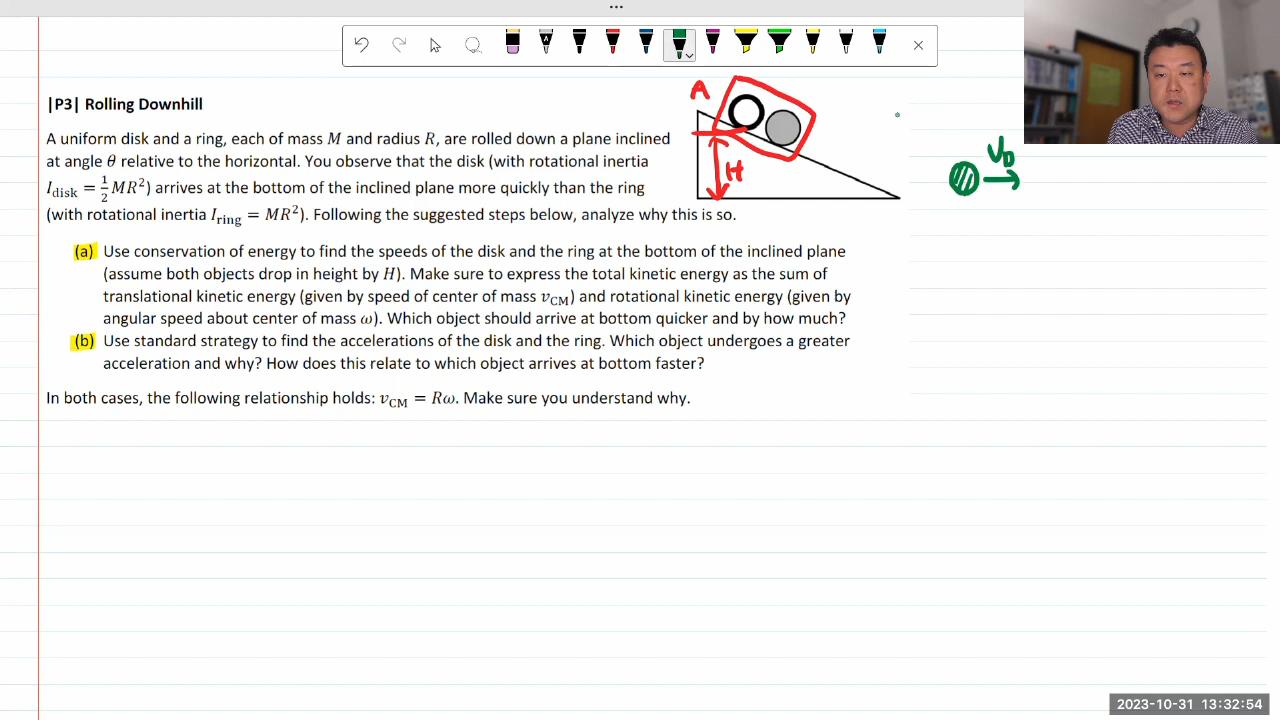 |P3| Rolling Downhill
A uniform disk and a ring, each of mass M and radius R, are rolled down a plane inclined
at angle θ relative to the horizontal. You observe that the disk (with rotational inertia
I_disk = 1/2 MR²) arrives at the bottom of the inclined plane more quickly than the ring
(with rotational inertia I_ring = MR²). Following the suggested steps below, analyze why this is so.
A
H
V_D
(a) Use conservation of energy to find the speeds of the disk and the ring at the bottom of the inclined plane
(assume both objects drop in height by H). Make sure to express the total kinetic energy as the sum of
translational kinetic energy (given by speed of center of mass v_CM) and rotational kinetic energy (given by
angular speed about center of mass ω). Which object should arrive at bottom quicker and by how much?
(b) Use standard strategy to find the accelerations of the disk and the ring. Which object undergoes a greater
acceleration and why? How does this relate to which object arrives at bottom faster?
In both cases, the following relationship holds: v_CM = Rω. Make sure you understand why.
2023-10-31 13:32:54